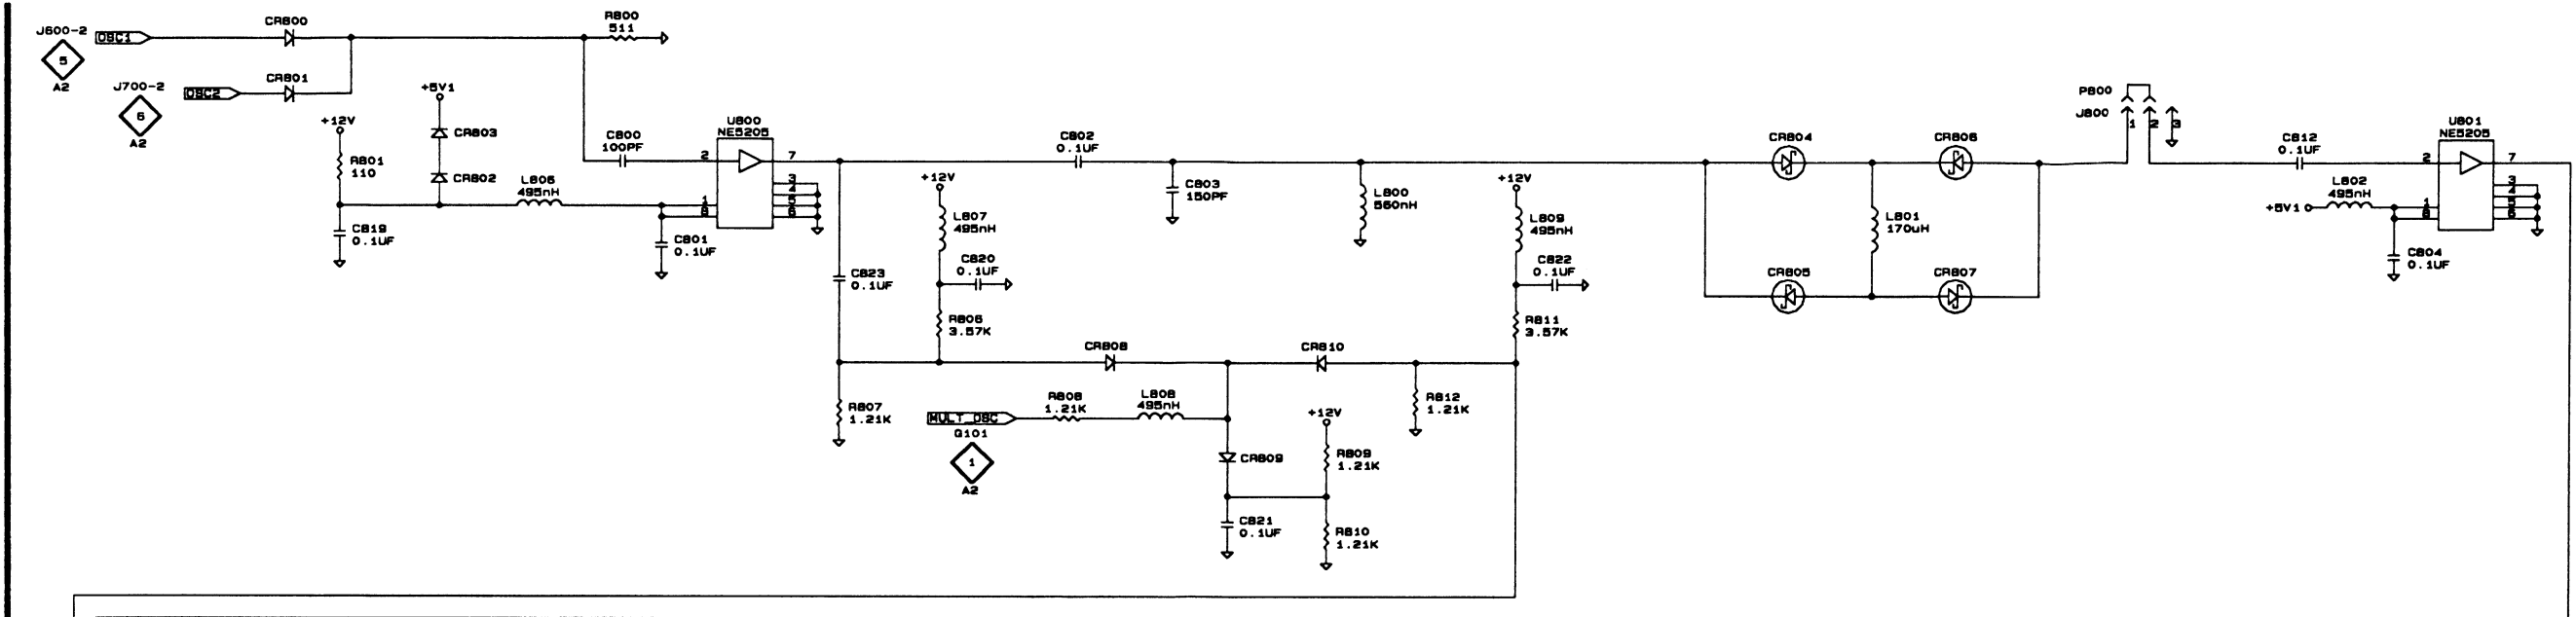 J600-2
OSC1
CR800
R800
511
5
A2
J700-2
OSC2
CR801
6
A2
+5V1
CR803
CR802
+12V
R801
110
L806
495nH
C819
0.1UF
C800
100PF
U800
NE5205
2
7
3
4
5
6
1
8
C801
0.1UF
C802
0.1UF
C803
150PF
C823
0.1UF
+12V
L807
495nH
C820
0.1UF
R806
3.57K
L800
560nH
+12V
L809
495nH
C822
0.1UF
R811
3.57K
CR808
CR810
R807
1.21K
R808
1.21K
L808
495nH
MULT_OSC
Q101
1
A2
CR809
+12V
R809
1.21K
R812
1.21K
C821
0.1UF
R810
1.21K
CR804
CR806
L801
170uH
CR805
CR807
P800
J800
1
2
3
C812
0.1UF
U801
NE5205
2
7
3
4
5
6
1
8
L802
495nH
+5V1
C804
0.1UF